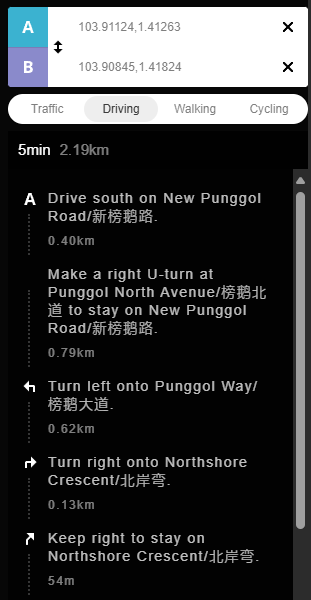 A 103.91124,1.41263
B 103.90845,1.41824
Traffic Driving Walking Cycling
5min 2.19km
A Drive south on New Punggol
Road/新榜鹅路.
0.40km
Make a right U-turn at
Punggol North Avenue/榜鹅北
道 to stay on New Punggol
Road/新榜鹅路.
0.79km
Turn left onto Punggol Way/
榜鹅大道.
0.62km
Turn right onto Northshore
Crescent/北岸弯.
0.13km
Keep right to stay on
Northshore Crescent/北岸弯.
54m